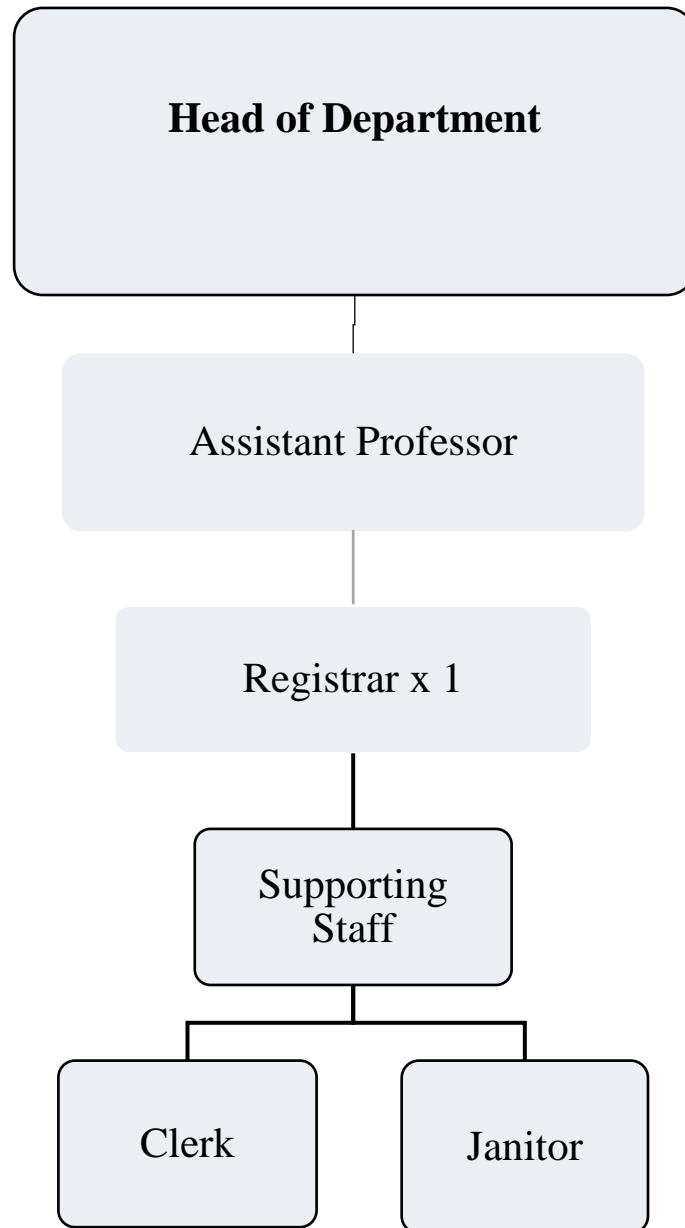 Head of Department
Assistant Professor
Registrar x 1
Supporting
Staff
Clerk
Janitor